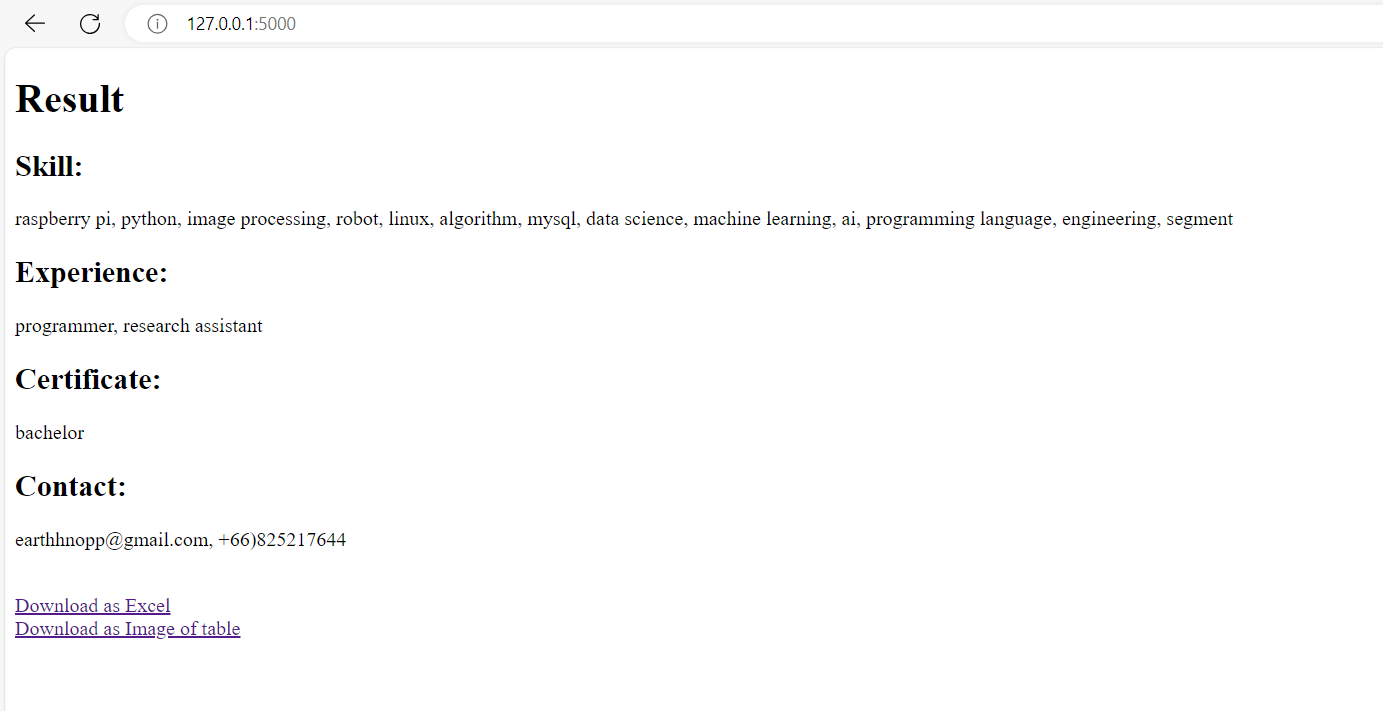 127.0.0.1:5000
Result
Skill:
raspberry pi, python, image processing, robot, linux, algorithm, mysql, data science, machine learning, ai, programming language, engineering, segment
Experience:
programmer, research assistant
Certificate:
bachelor
Contact:
earthhnopp@gmail.com, +66)825217644
Download as Excel
Download as Image of table